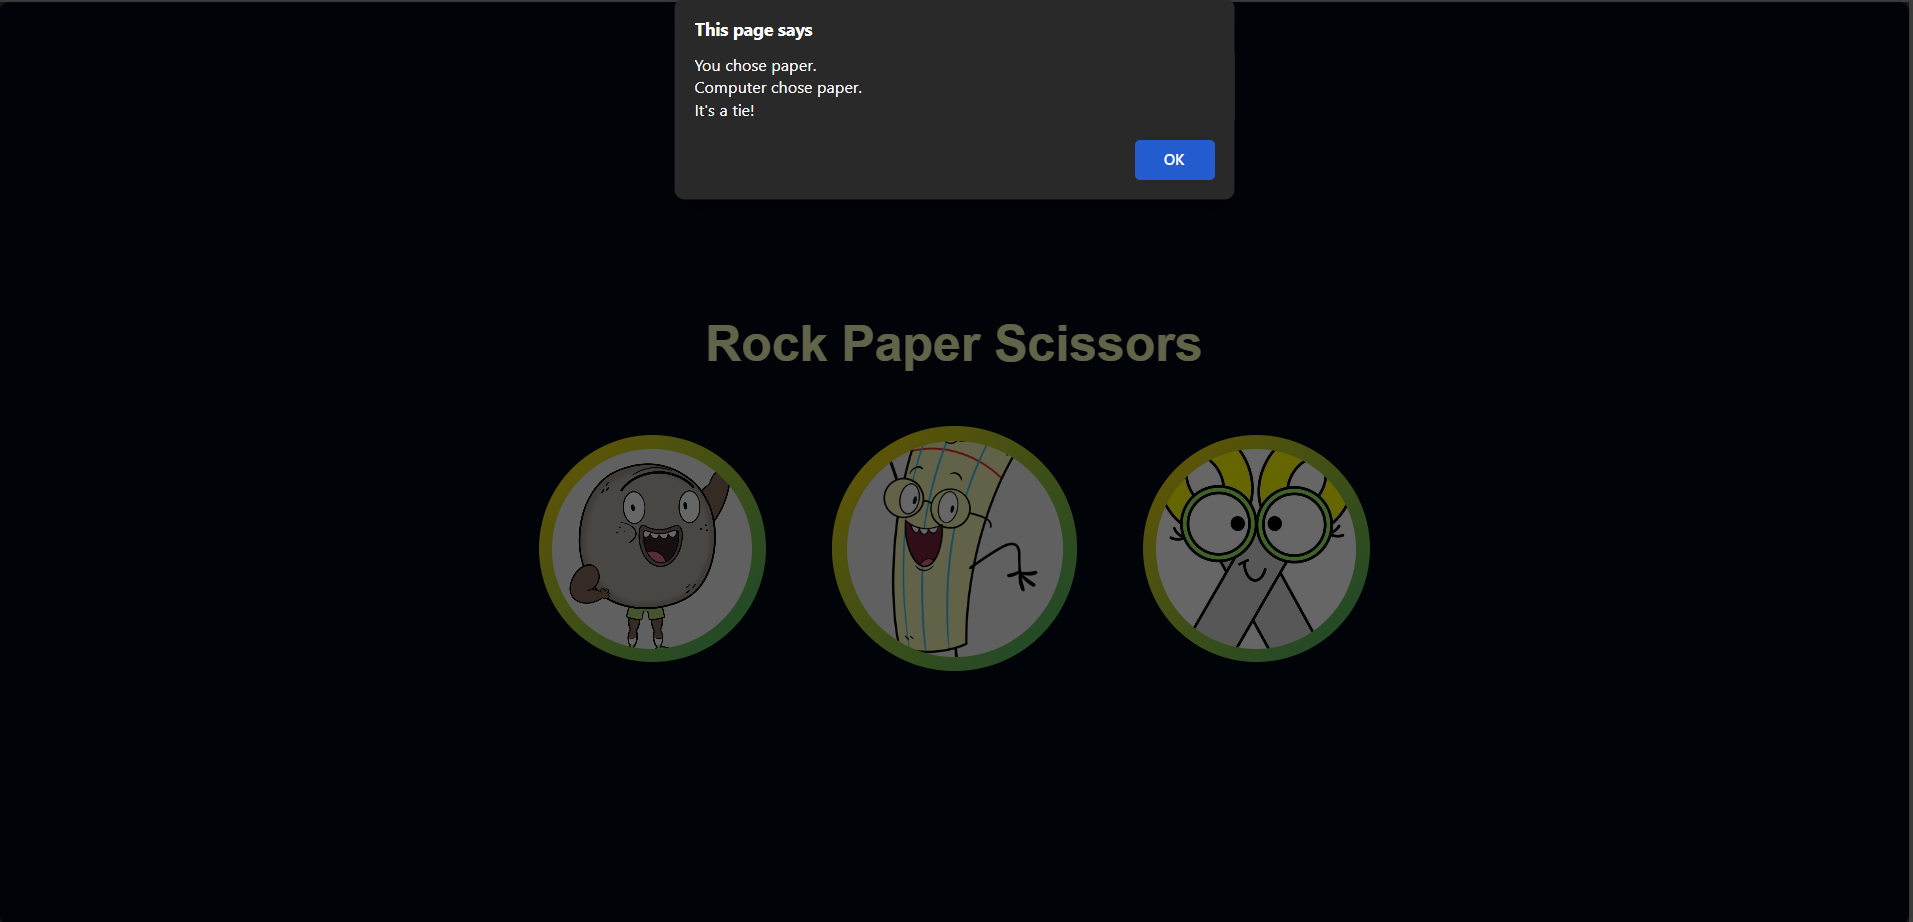 This page says
You chose paper.
Computer chose paper.
It's a tie!
OK
Rock Paper Scissors